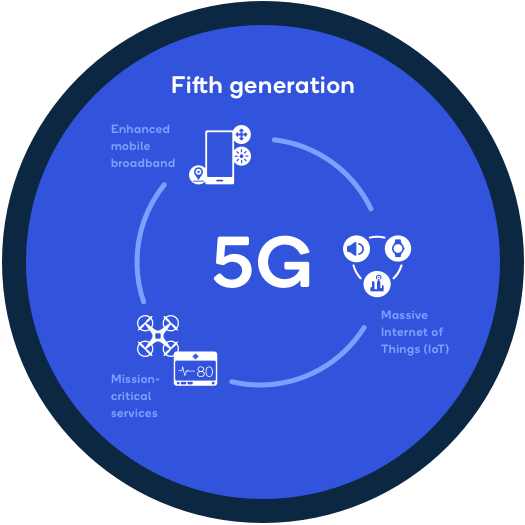 Fifth generation
Enhanced
mobile
broadband
5G
Massive
Internet of
Things (IoT)
80
Mission-
critical
services